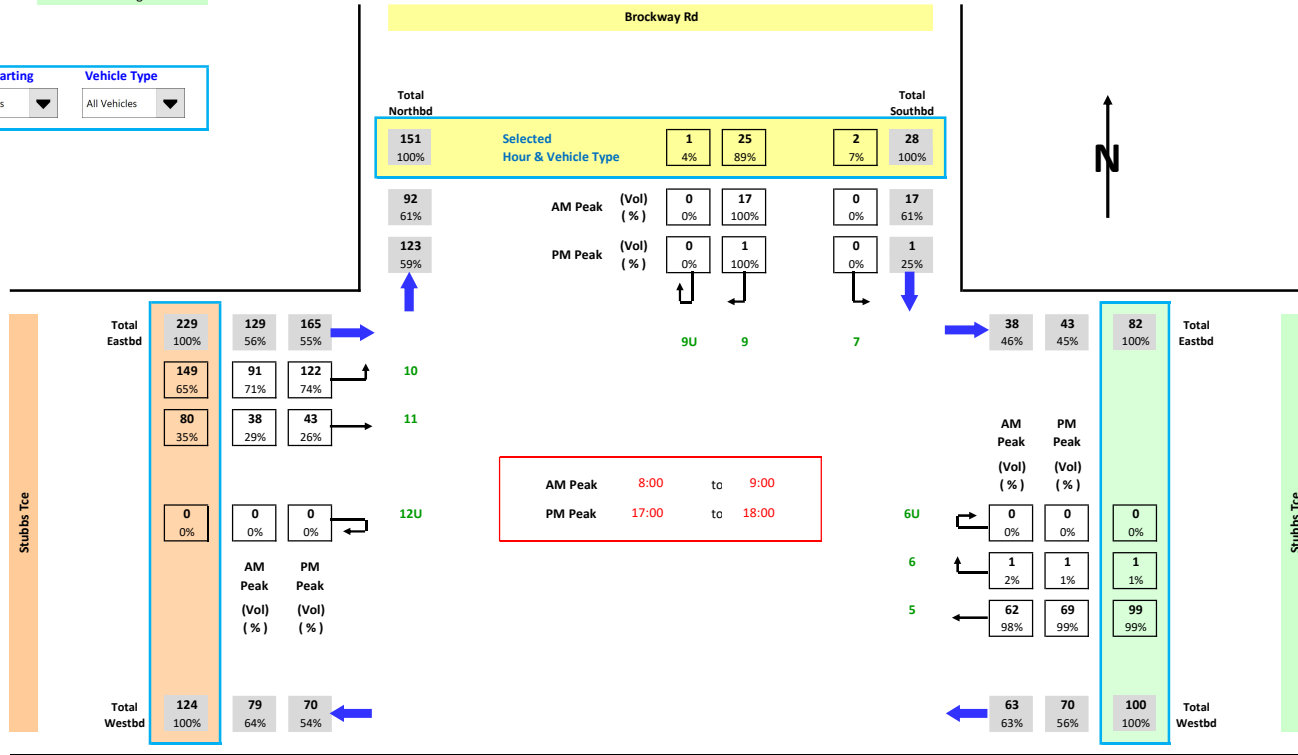 Brockway Rd
arting Vehicle Type
s All Vehicles
Total Total
Northbd Southbd
151 Selected 1 25 2 28
100% Hour & Vehicle Type 4% 89% 7% 100%
92 AM Peak (Vol) 0 17 0 17
61% ( % ) 0% 100% 0% 61%
123 PM Peak (Vol) 0 1 0 1
59% ( % ) 0% 100% 0% 25%
N
Total 229 129 165 38 43 82 Total
Eastbd 100% 56% 55% 46% 45% 100% Eastbd
9U 9 7
149 91 122 10
65% 71% 74%
80 38 43 11
35% 29% 26%
AM PM
Peak Peak
(Vol) (Vol)
( % ) ( % )
AM Peak 8:00 to 9:00
PM Peak 17:00 to 18:00
Stubbs Tce
Stubbs Tce
0 0 0 12U 6U 0 0 0
0% 0% 0% 0% 0% 0%
6 1 1 1
2% 1% 1%
AM PM
Peak Peak
(Vol) (Vol)
( % ) ( % )
5 62 69 99
98% 99% 99%
Total 124 79 70 63 70 100 Total
Westbd 100% 64% 54% 63% 56% 100% Westbd